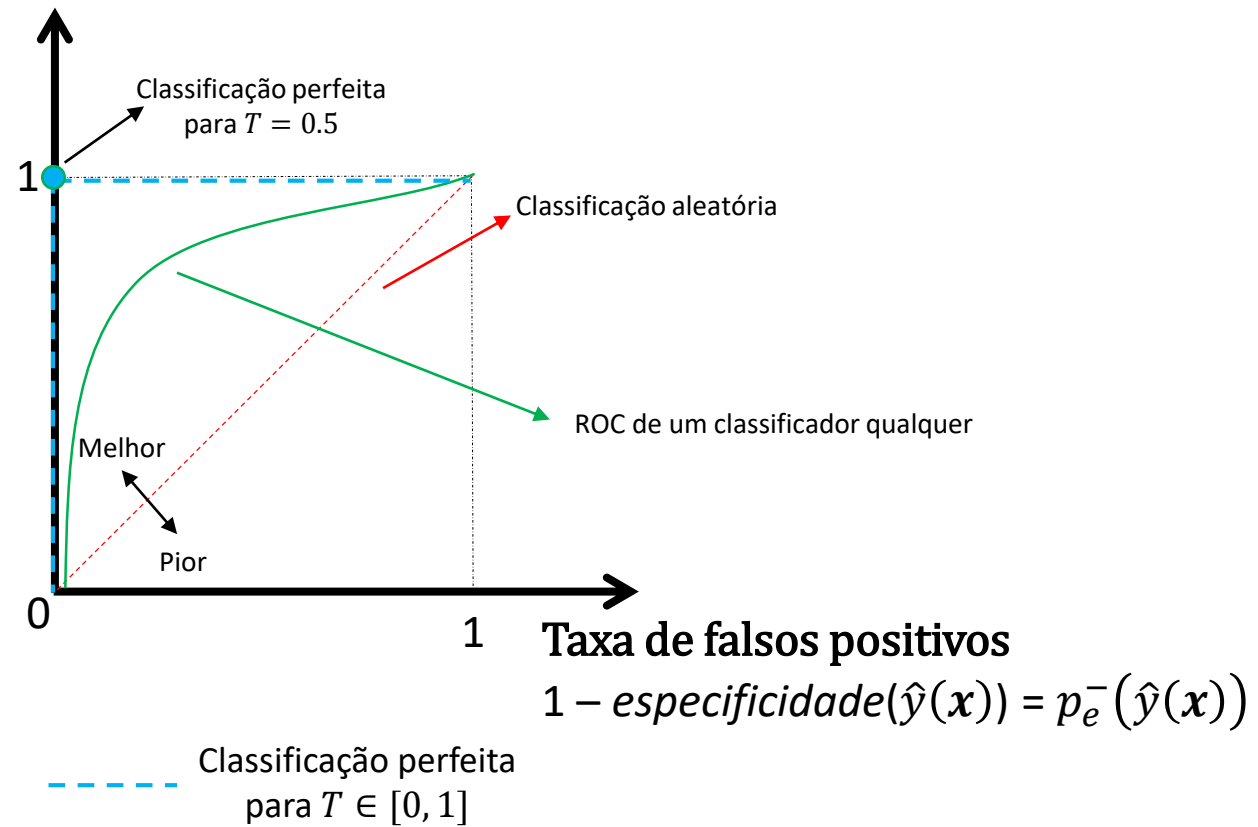 Classificação perfeita
para 𝑇 = 0.5
1
Classificação aleatória
ROC de um classificador qualquer
Melhor
Pior
0
1
Taxa de falsos positivos
1 – especificidade(ŷ(𝒙)) = 𝑝ₑ⁻(ŷ(𝒙))
Classificação perfeita
para 𝑇 ∈ [0, 1]